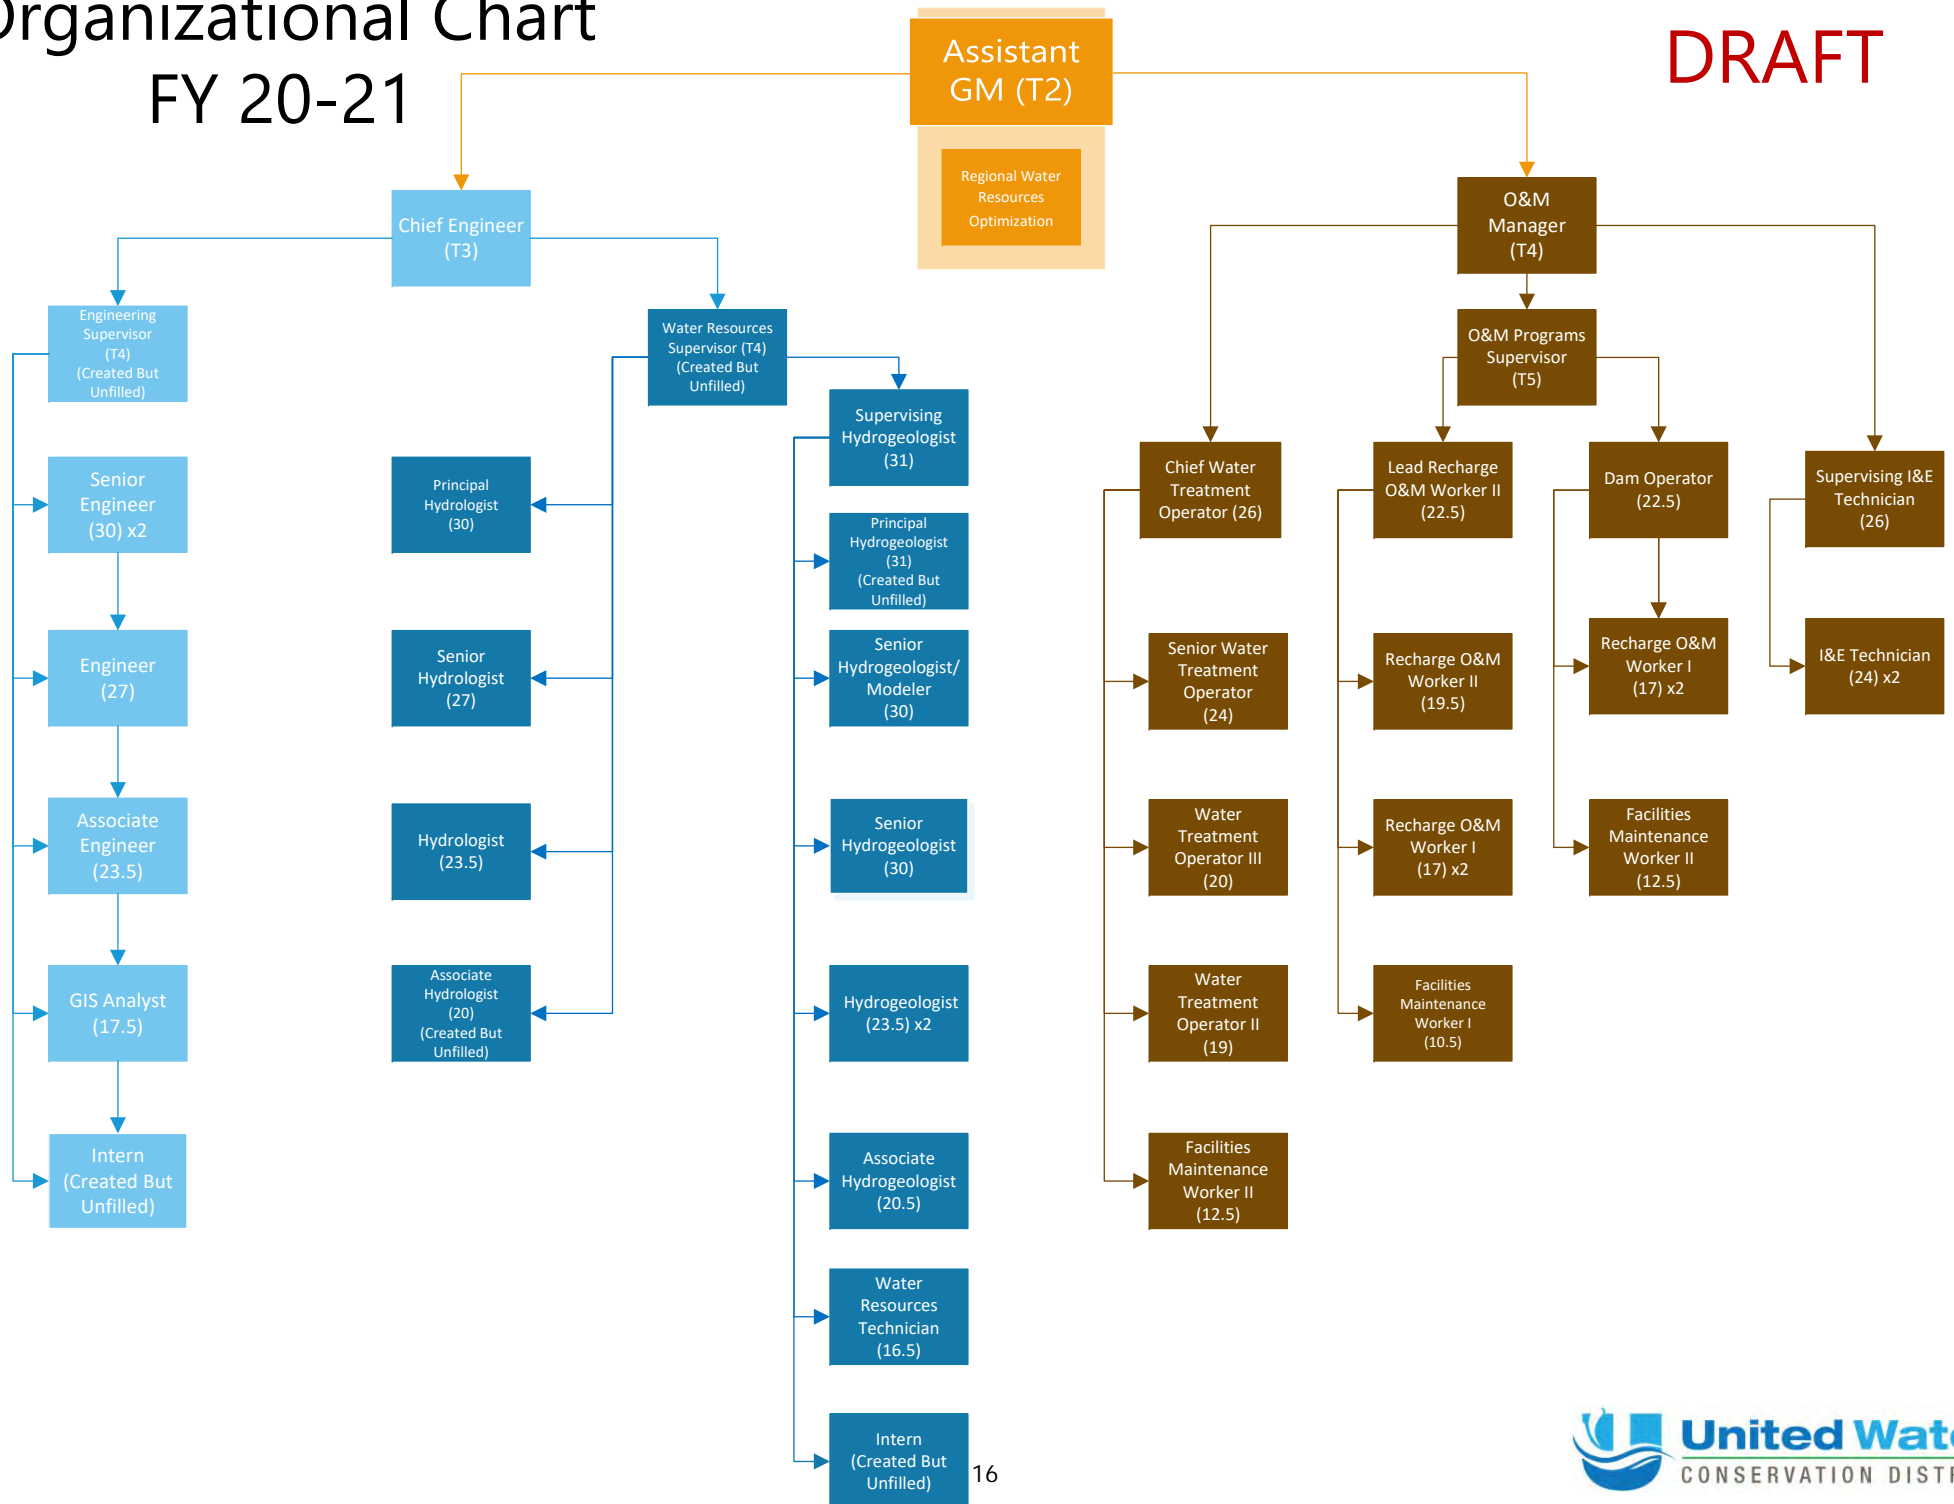 Organizational Chart
FY 20-21
DRAFT
Assistant
GM (T2)
Regional Water
Resources
Optimization
Chief Engineer
(T3)
O&M
Manager
(T4)
Engineering
Supervisor
(T4)
(Created But
Unfilled)
Water Resources
Supervisor (T4)
(Created But
Unfilled)
O&M Programs
Supervisor
(T5)
Senior
Engineer
(30) x2
Engineer
(27)
Associate
Engineer
(23.5)
GIS Analyst
(17.5)
Intern
(Created But
Unfilled)
Principal
Hydrologist
(30)
Senior
Hydrologist
(27)
Hydrologist
(23.5)
Associate
Hydrologist
(20)
(Created But
Unfilled)
Supervising
Hydrogeologist
(31)
Principal
Hydrogeologist
(31)
(Created But
Unfilled)
Senior
Hydrogeologist/
Modeler
(30)
Senior
Hydrogeologist
(30)
Hydrogeologist
(23.5) x2
Associate
Hydrogeologist
(20.5)
Water
Resources
Technician
(16.5)
Intern
(Created But
Unfilled)
Chief Water
Treatment
Operator (26)
Senior Water
Treatment
Operator
(24)
Water
Treatment
Operator III
(20)
Water
Treatment
Operator II
(19)
Facilities
Maintenance
Worker II
(12.5)
Lead Recharge
O&M Worker II
(22.5)
Recharge O&M
Worker II
(19.5)
Recharge O&M
Worker I
(17) x2
Facilities
Maintenance
Worker I
(10.5)
Dam Operator
(22.5)
Recharge O&M
Worker I
(17) x2
Facilities
Maintenance
Worker II
(12.5)
Supervising I&E
Technician
(26)
I&E Technician
(24) x2
16
United Wate
CONSERVATION DISTR